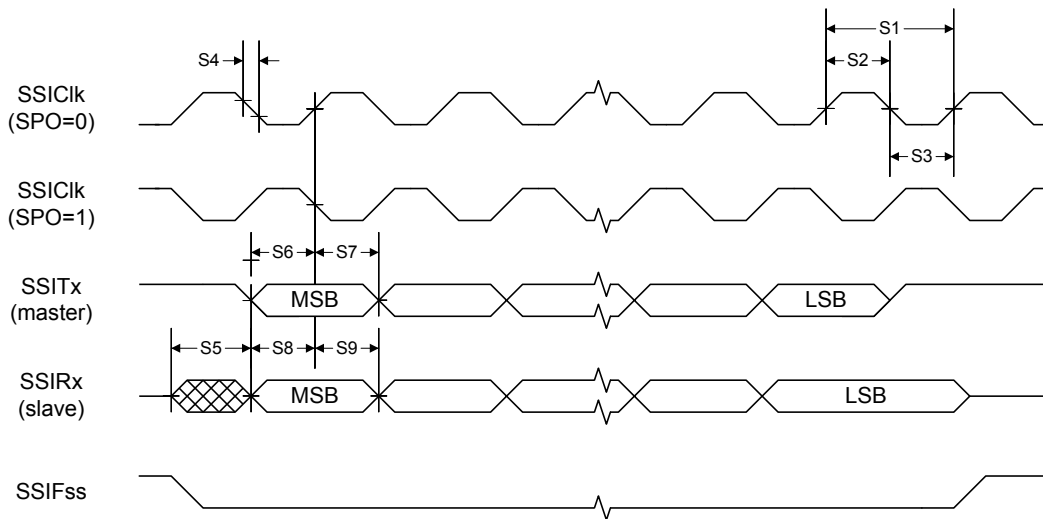 S1
S4
S2
SSIClk
(SPO=0)
S3
SSIClk
(SPO=1)
S6
S7
SSITx
(master)
MSB
LSB
S5
S8
S9
SSIRx
(slave)
MSB
LSB
SSIFss